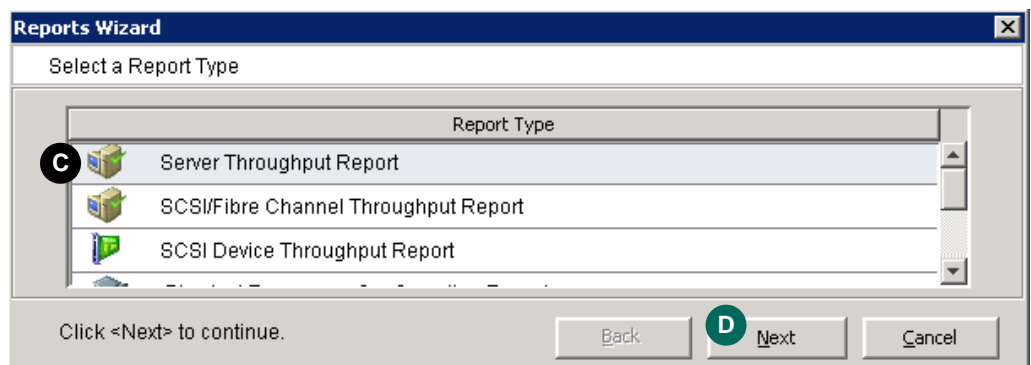 Reports Wizard
Select a Report Type
Report Type
C
Server Throughput Report
SCSI/Fibre Channel Throughput Report
SCSI Device Throughput Report
Click <Next> to continue.
Back
D
Next
Cancel